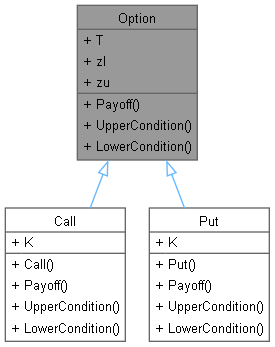 Option
+ T
+ zl
+ zu
+ Payoff()
+ UpperCondition()
+ LowerCondition()
Call
+ K
+ Call()
+ Payoff()
+ UpperCondition()
+ LowerCondition()
Put
+ K
+ Put()
+ Payoff()
+ UpperCondition()
+ LowerCondition()